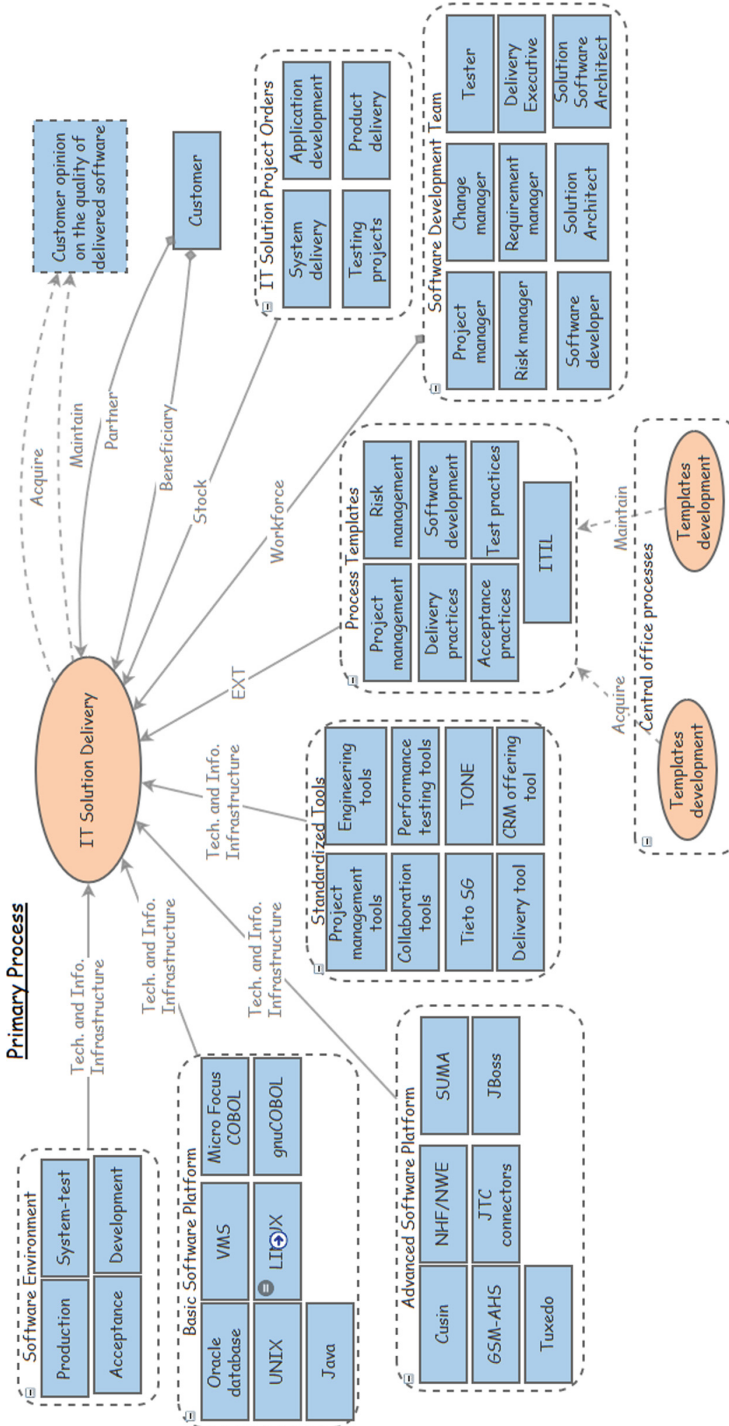 Primary Process
IT Solution Delivery
Customer opinion
on the quality of
delivered software
Customer
Acquire
Maintain
Partner
Beneficiary
Stock
Workforce
EXT
Tech. and Info.
Infrastructure
Tech. and Info.
Infrastructure
Tech. and Info.
Infrastructure
Tech. and Info.
Infrastructure
Software Environment
Production
System-test
Acceptance
Development
Basic Software Platform
Oracle
database
VMS
Micro Focus
COBOL
UNIX
gnuCOBOL
Java
Advanced Software Platform
Cusin
NHF/NWE
SUMA
GSM-AHS
JTC
connectors
JBoss
Tuxedo
Standardized Tools
Project
management
tools
Engineering
tools
Collaboration
tools
Performance
testing tools
Tieto SG
TONE
Delivery tool
CRM offering
tool
Process Templates
Project
management
Risk
management
Delivery
practices
Software
development
Acceptance
practices
Test practices
ITIL
IT Solution Project Orders
System
delivery
Application
development
Testing
projects
Product
delivery
Software Development Team
Project
manager
Change
manager
Tester
Risk manager
Requirement
manager
Delivery
Executive
Software
developer
Solution
Architect
Solution
Software
Architect
Acquire
Maintain
Central office processes
Templates
development
Templates
development